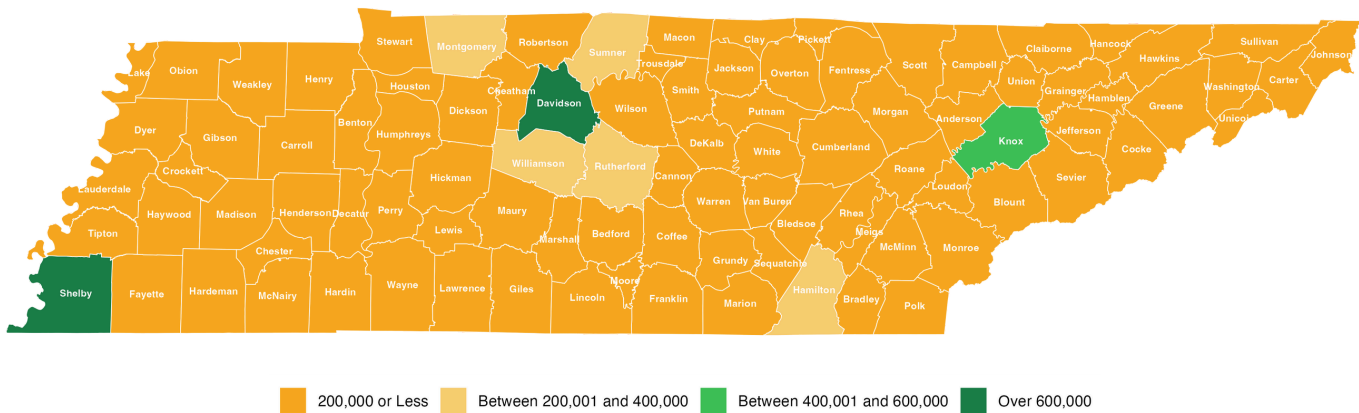 Stewart
Montgomery
Robertson
Sumner
Macon
Clay
Pickett
Scott
Campbell
Claiborne
Hancock
Hawkins
Sullivan
Johnson
Lake
Obion
Weakley
Henry
Houston
Cheatham
Davidson
Trousdale
Jackson
Overton
Fentress
Union
Grainger
Hamblen
Greene
Washington
Carter
Unicoi
Dyer
Gibson
Carroll
Benton
Humphreys
Dickson
Wilson
Smith
Putnam
Morgan
Anderson
Knox
Jefferson
Cocke
Lauderdale
Crockett
Williamson
Rutherford
Cannon
DeKalb
White
Cumberland
Roane
Loudon
Blount
Sevier
Tipton
Haywood
Madison
Henderson
Decatur
Perry
Hickman
Lewis
Maury
Marshall
Bedford
Coffee
Warren
Van Buren
Bledsoe
Rhea
Meigs
McMinn
Monroe
Shelby
Fayette
Hardeman
Chester
McNairy
Hardin
Wayne
Lawrence
Giles
Lincoln
Moore
Franklin
Grundy
Sequatchie
Marion
Hamilton
Bradley
Polk
200,000 or Less
Between 200,001 and 400,000
Between 400,001 and 600,000
Over 600,000